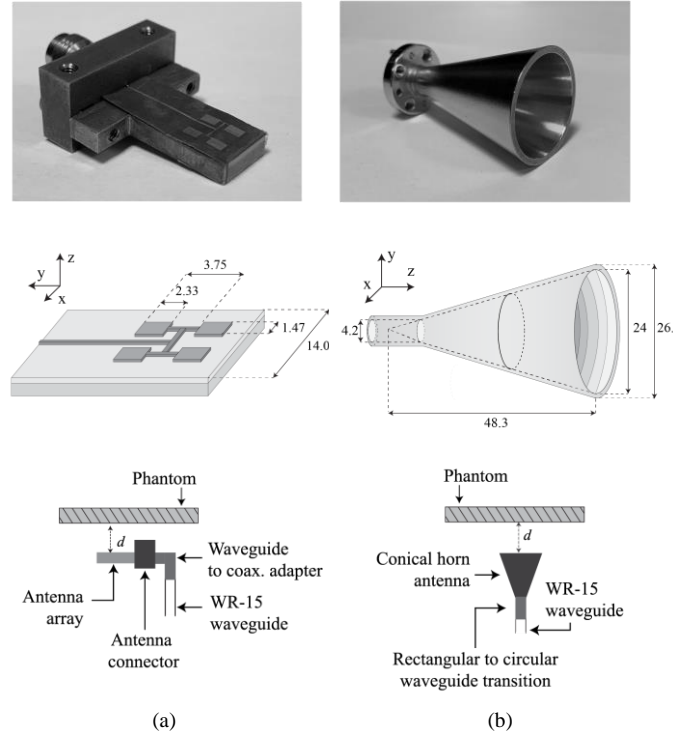 z
y
x
3.75
2.33
1.47
14.0
y
x
z
4.2
24
26.
48.3
Phantom
d
Antenna
array
Antenna
connector
Waveguide
to coax. adapter
WR-15
waveguide
Phantom
d
Conical horn
antenna
WR-15
waveguide
Rectangular to circular
waveguide transition
(a)
(b)